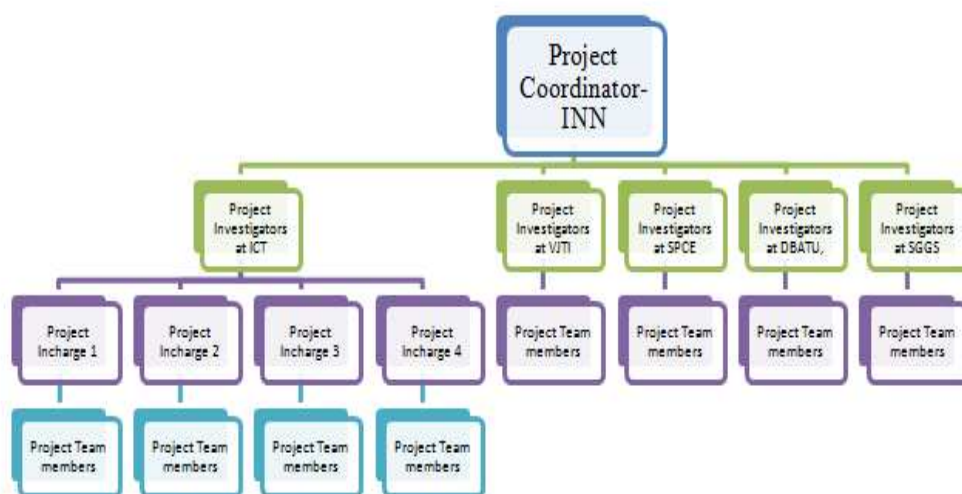 Project
Coordinator-
INN
Project
Investigators
at ICT
Project
Investigators
at VJTI
Project
Investigators
at SPCE
Project
Investigators
at DBATU,
Project
Investigators
at SGGS
Project
Incharge 1
Project
Incharge 2
Project
Incharge 3
Project
Incharge 4
Project Team
members
Project Team
members
Project Team
members
Project Team
members
Project Team
members
Project Team
members
Project Team
members
Project Team
members